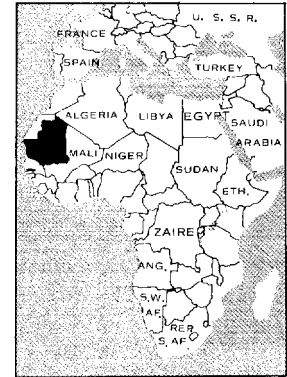 U. S. S. R.
FRANCE
SPAIN
TURKEY
ALGERIA
LIBYA
EGYPT
SAUDI
ARABIA
MALI
NIGER
SUDAN
ETH.
ZAIRE
ANG.
S.W.
AF.
REP.
S. AF.